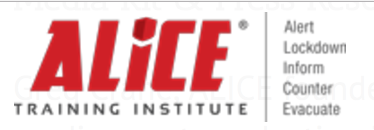 ALiCE®
TRAINING INSTITUTE
Alert
Lockdown
Inform
Counter
Evacuate